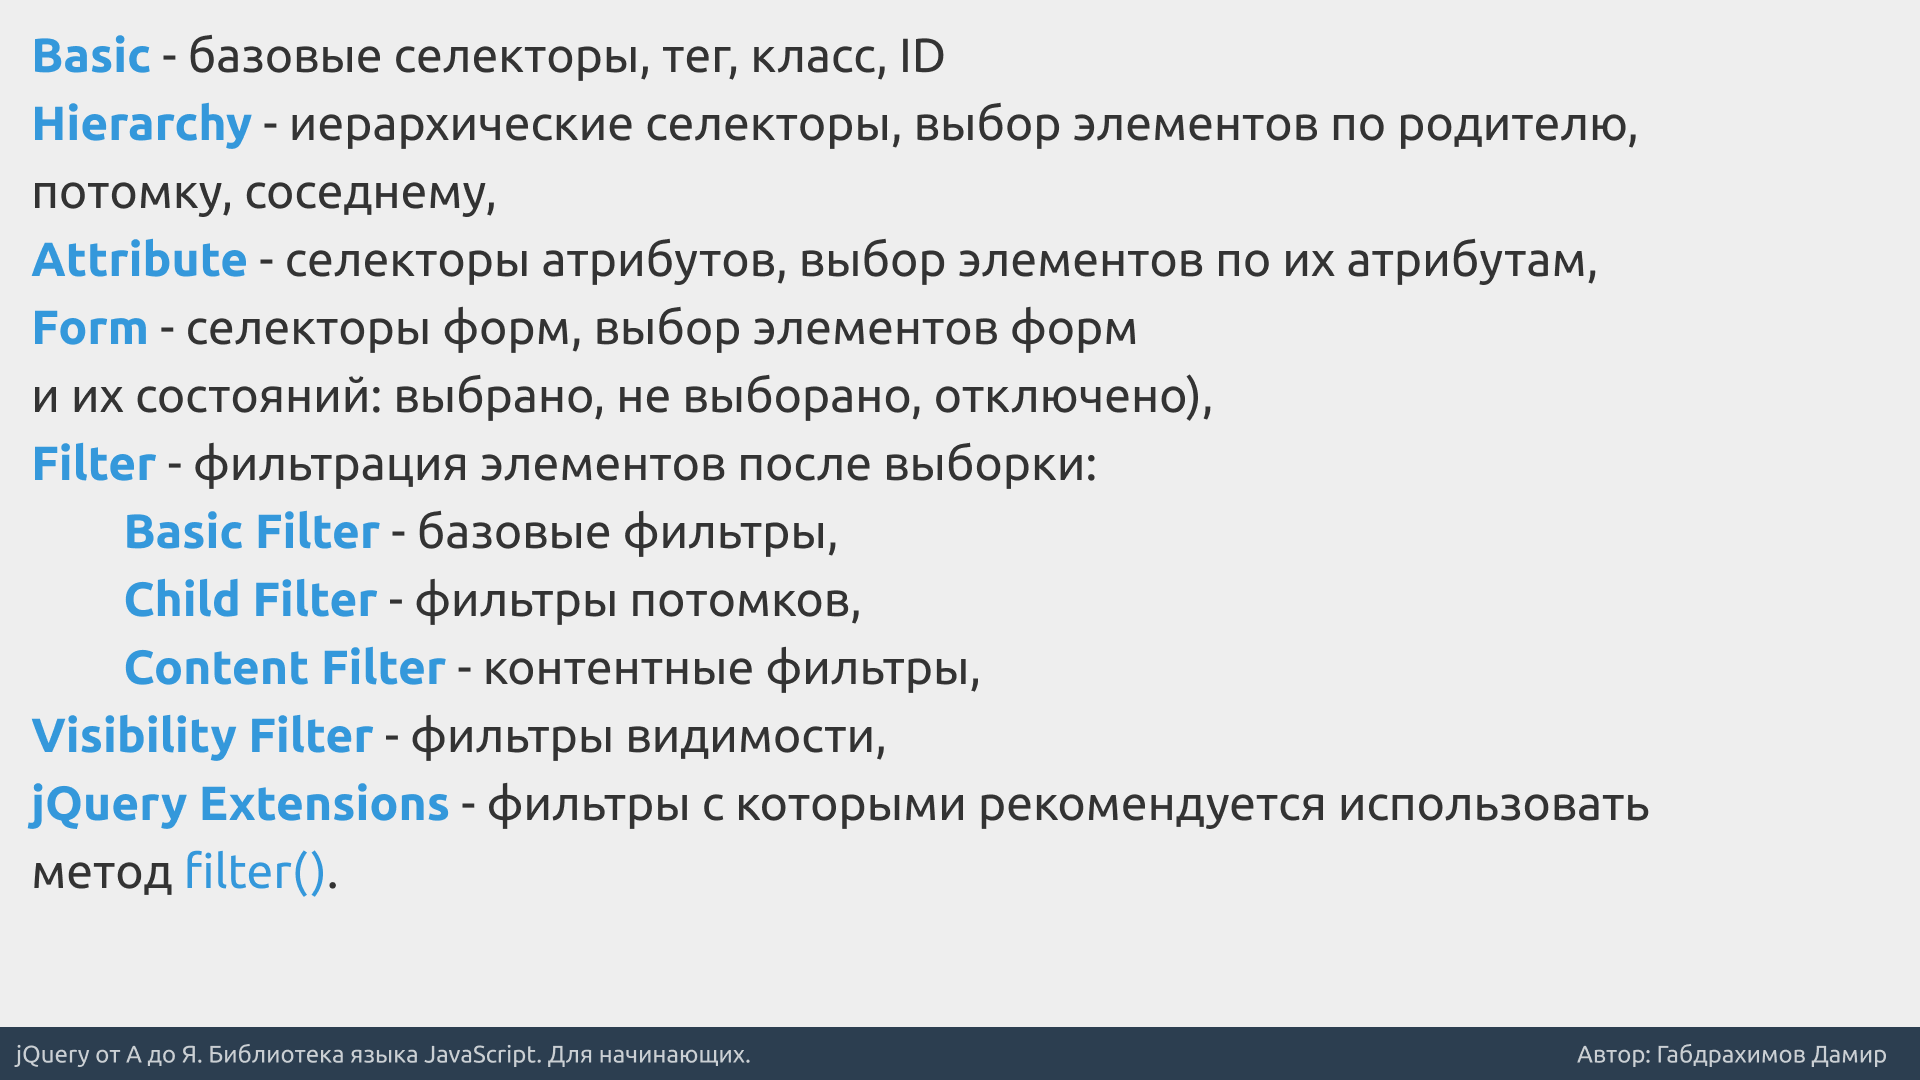 Basic - базовые селекторы, тег, класс, ID
Hierarchy - иерархические селекторы, выбор элементов по родителю,
потомку, соседнему,
Attribute - селекторы атрибутов, выбор элементов по их атрибутам,
Form - селекторы форм, выбор элементов форм
и их состояний: выбрано, не выборано, отключено),
Filter - фильтрация элементов после выборки:
Basic Filter - базовые фильтры,
Child Filter - фильтры потомков,
Content Filter - контентные фильтры,
Visibility Filter - фильтры видимости,
jQuery Extensions - фильтры с которыми рекомендуется использовать
метод filter().
jQuery от А до Я. Библиотека языка JavaScript. Для начинающих.
Автор: Габдрахимов Дамир